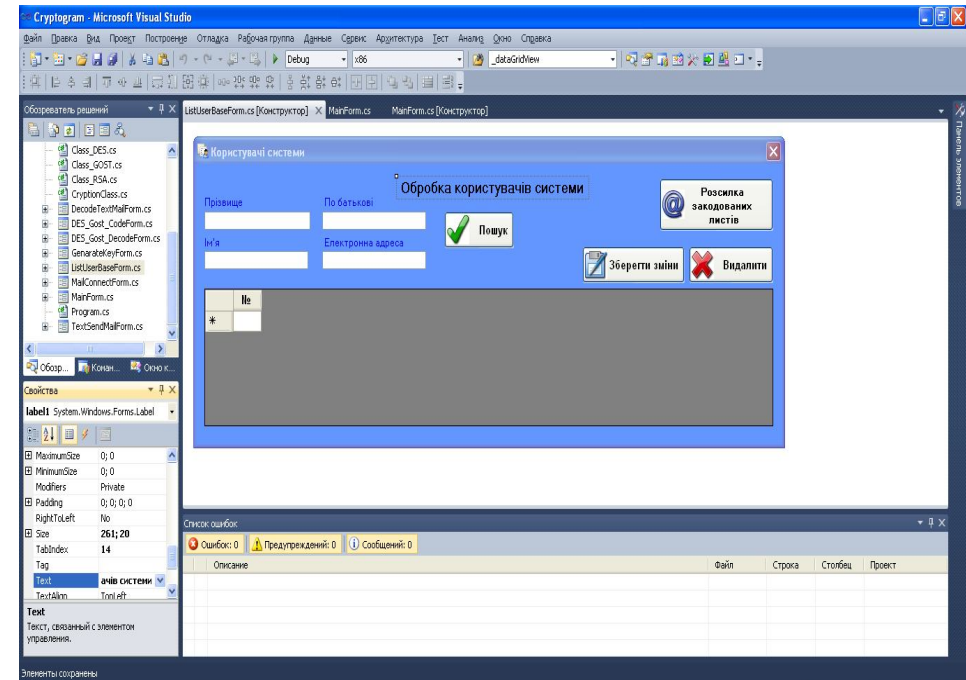 Cryptogram - Microsoft Visual Studio
Файл Правка Вид Проект Построение Отладка Рабочая группа Данные Сервис Архитектура Тест Анализ Окно Справка
Debug x86 _dataGridView
Обозреватель решений
ListUserBaseForm.cs [Конструктор] MainForm.cs MainForm.cs [Конструктор]
Панель элементов
Class_DES.cs
Class_GOST.cs
Class_RSA.cs
CryptionClass.cs
DecodeTextMailForm.cs
DES_Gost_CodeForm.cs
DES_Gost_DecodeForm.cs
GenarateKeyForm.cs
ListUserBaseForm.cs
MailConnectForm.cs
MainForm.cs
Program.cs
TextSendMailForm.cs
Обозр... Коман... Окно к...
Користувачі системи
Обробка користувачів системи
Прізвище По батькові
Ім'я Електронна адреса
Пошук
Розсилка
закодованих
листів
Зберегти зміни Видалити
№
*
Свойства
label1 System.Windows.Forms.Label
MaximumSize 0; 0
MinimumSize 0; 0
Modifiers Private
Padding 0; 0; 0; 0
RightToLeft No
Size 261; 20
TabIndex 14
Tag
Text ачів системи
TextAlign TopLeft
Text
Текст, связанный с элементом
управления.
Список ошибок
Ошибок: 0 Предупреждений: 0 Сообщений: 0
Описание Файл Строка Столбец Проект
Элементы сохранены